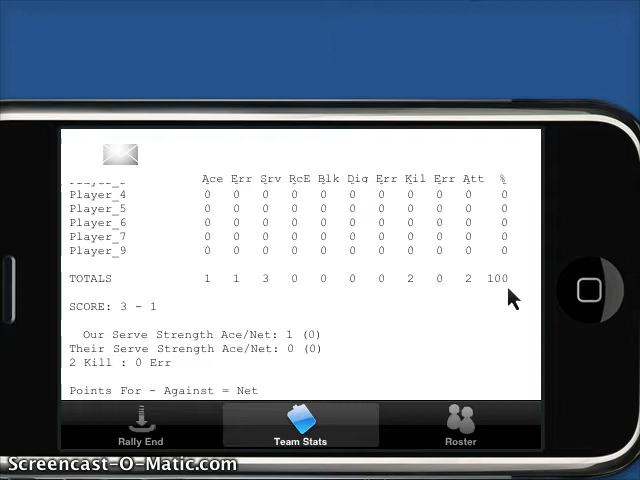 Ace Err Srv RcE Blk Dig Err Kil Err Att %
Player_4 0 0 0 0 0 0 0 0 0 0 0
Player_5 0 0 0 0 0 0 0 0 0 0 0
Player_6 0 0 0 0 0 0 0 0 0 0 0
Player_7 0 0 0 0 0 0 0 0 0 0 0
Player_9 0 0 0 0 0 0 0 0 0 0 0
TOTALS 1 1 3 0 0 0 0 2 0 2 100
SCORE: 3 - 1
Our Serve Strength Ace/Net: 1 (0)
Their Serve Strength Ace/Net: 0 (0)
2 Kill : 0 Err
Points For - Against = Net
Rally End Team Stats Roster
Screencast-O-Matic.com